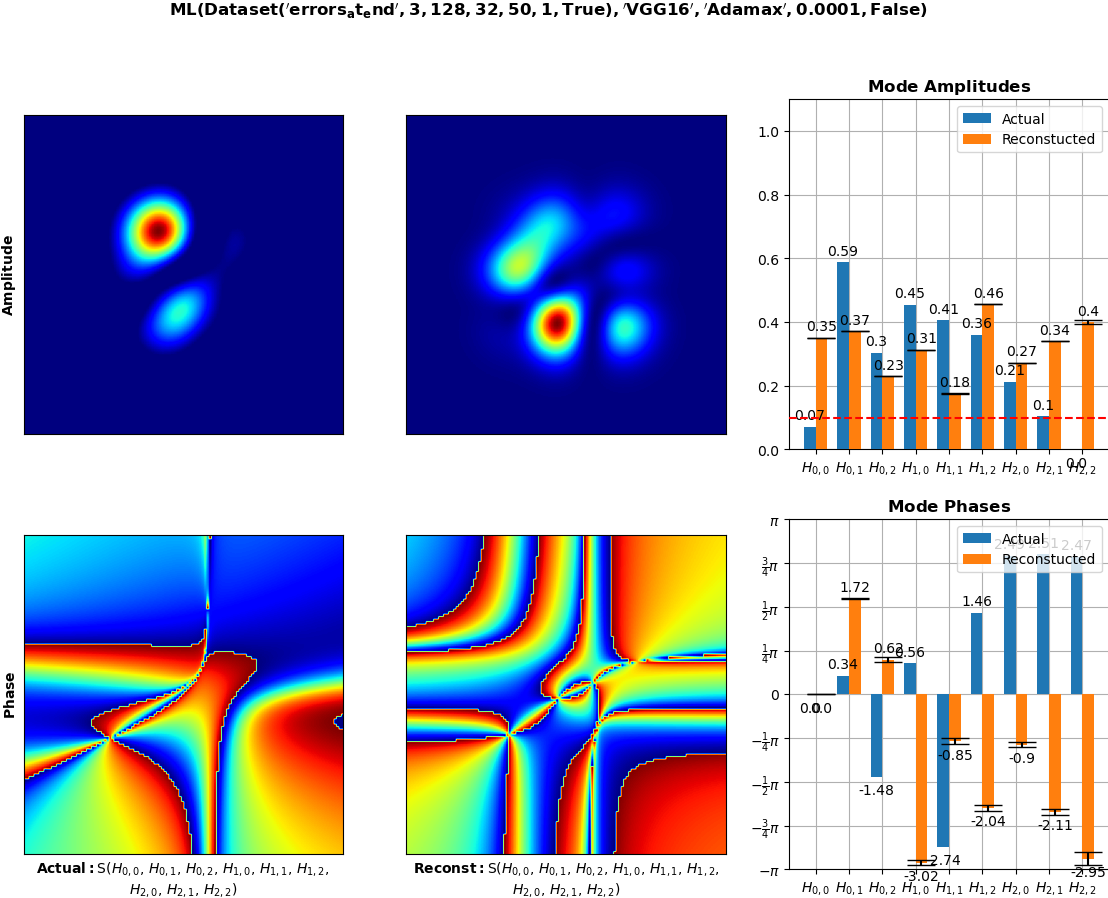 ML(Dataset('errorsₐtₑnd', 3, 128, 32, 50, 1, True), 'VGG16', 'Adamax', 0.0001, False)
Amplitude
Mode Amplitudes
Actual
Reconstucted
1.0
0.8
0.6
0.4
0.2
0.0
0.07
0.35
0.59
0.37
0.3
0.23
0.45
0.31
0.41
0.18
0.36
0.46
0.21
0.27
0.1
0.34
0.0
0.4
H0,0 H0,1 H0,2 H1,0 H1,1 H1,2 H2,0 H2,1 H2,2
Phase
Mode Phases
Actual
Reconstucted
π
3/4π
1/2π
1/4π
0
−1/4π
−1/2π
−3/4π
−π
0.0
0.0
0.34
1.72
-1.48
0.62
0.56
-3.02
-2.74
-0.85
1.46
-2.04
-0.9
2.51
-2.11
2.47
-2.95
H0,0 H0,1 H0,2 H1,0 H1,1 H1,2 H2,0 H2,1 H2,2
Actual: S(H0,0, H0,1, H0,2, H1,0, H1,1, H1,2,
H2,0, H2,1, H2,2)
Reconst: S(H0,0, H0,1, H0,2, H1,0, H1,1, H1,2,
H2,0, H2,1, H2,2)